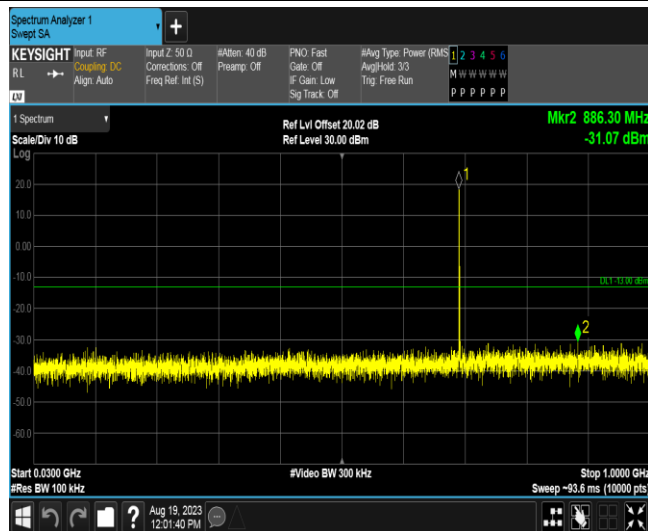 Spectrum Analyzer 1
Swept SA
KEYSIGHT
RL
LXI
Input: RF
Coupling: DC
Align: Auto
Input Z: 50 Ω
Corrections: Off
Freq Ref: Int (S)
#Atten: 40 dB
Preamp: Off
PNO: Fast
Gate: Off
IF Gain: Low
Sig Track: Off
#Avg Type: Power (RMS
Avg|Hold: 3/3
Trig: Free Run
1 2 3 4 5 6
M W W W W W
P P P P P P
1 Spectrum
Scale/Div 10 dB
Log
Ref Lvl Offset 20.02 dB
Ref Level 30.00 dBm
Mkr2 886.30 MHz
-31.07 dBm
1
20.0
10.0
0.00
-10.0
DL1 -13.00 dBm
-20.0
2
-30.0
-40.0
-50.0
-60.0
Start 0.0300 GHz
#Res BW 100 kHz
#Video BW 300 kHz
Stop 1.0000 GHz
Sweep ~93.6 ms (10000 pts)
?
Aug 19, 2023
12:01:40 PM